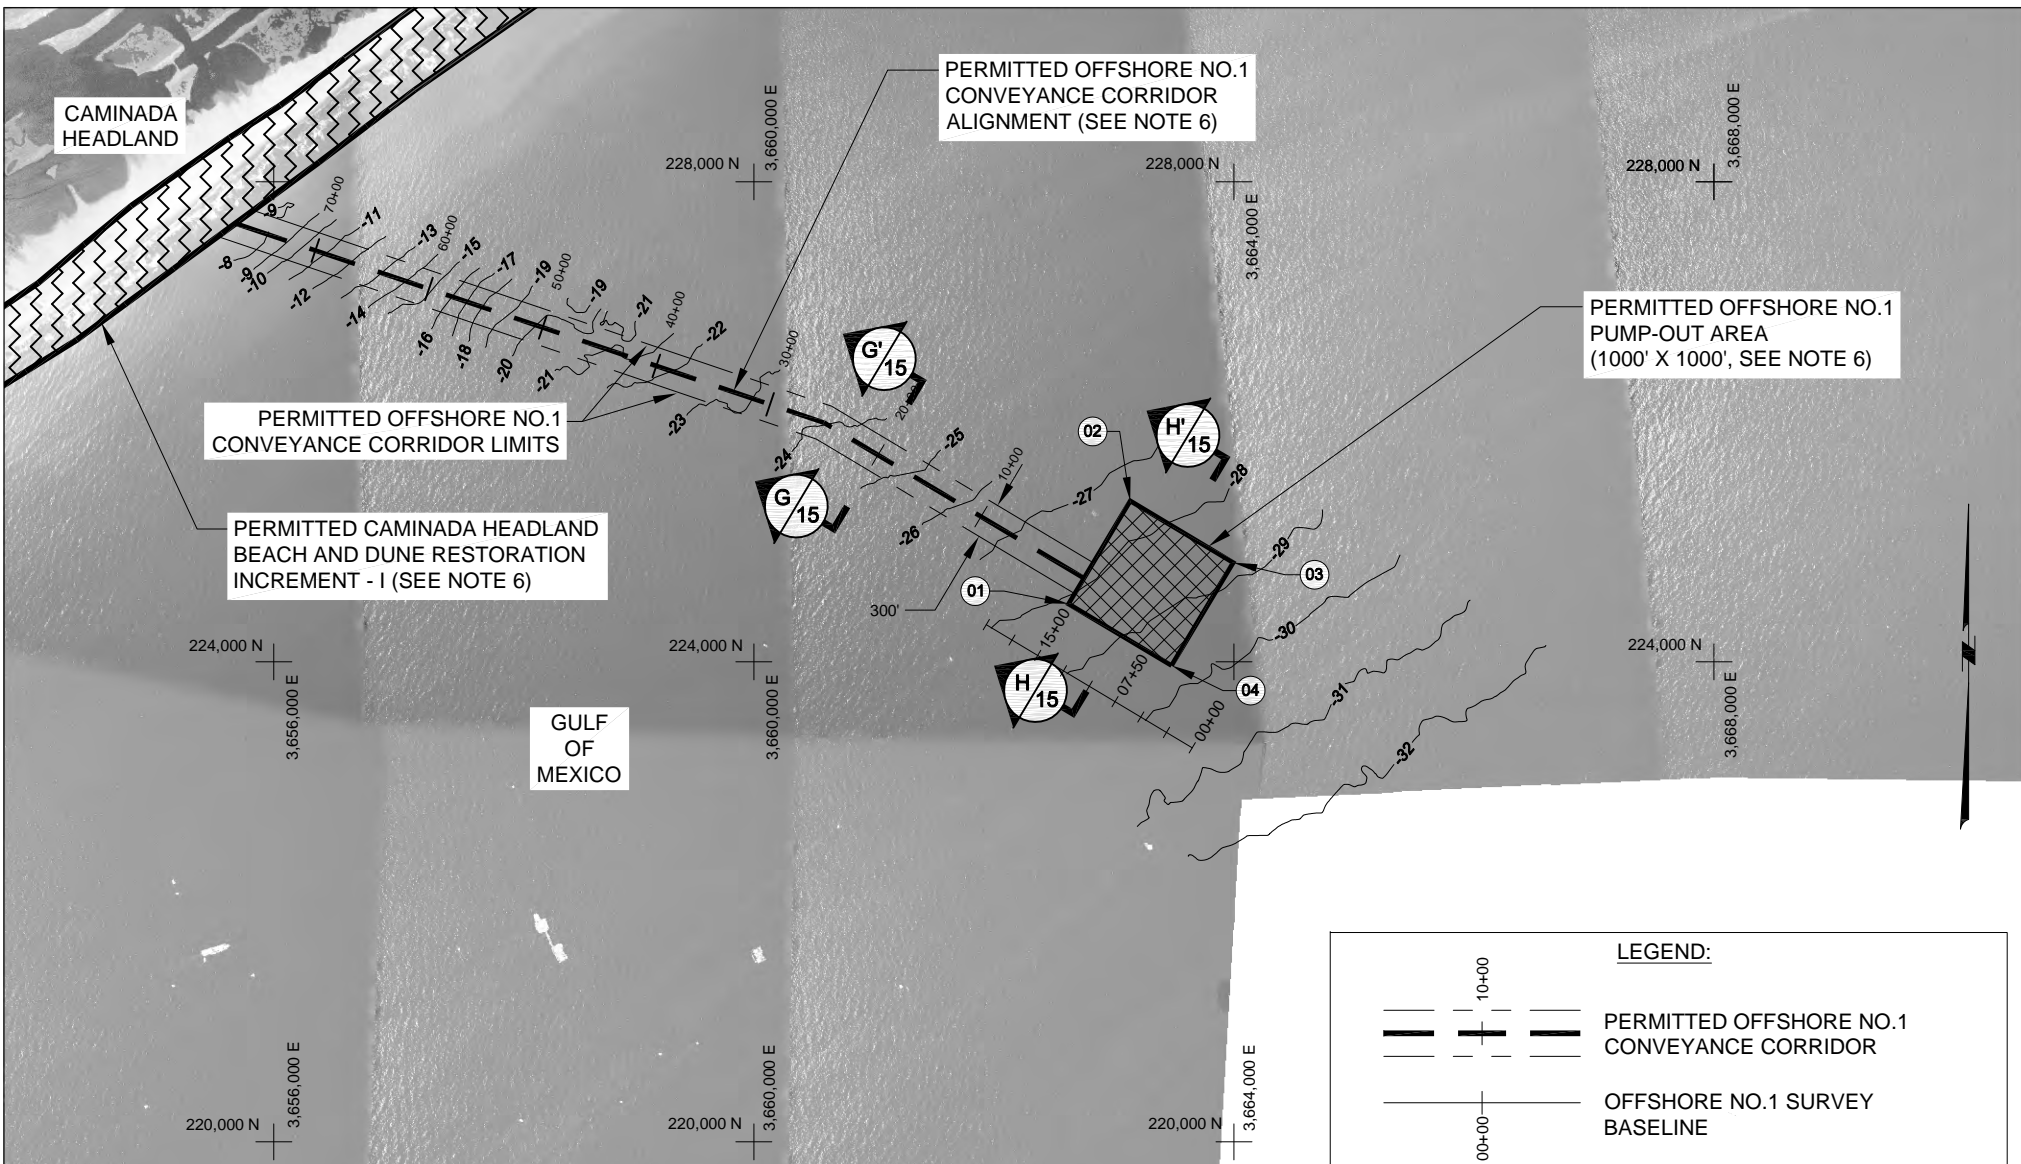 CAMINADA
HEADLAND
PERMITTED OFFSHORE NO.1
CONVEYANCE CORRIDOR
ALIGNMENT (SEE NOTE 6)
228,000 N
3,660,000 E
228,000 N
3,664,000 E
228,000 N
3,668,000 E
-9
70+00
-11
-13
60+00
-15
-17
-19
50+00
-19
-21
40+00
-22
30+00
-8
-9
-10
-12
-14
-16
-18
-20
-21
-23
-24
G'
15
20+00
-25
10+00
-26
-27
02
H'
15
-28
-29
PERMITTED OFFSHORE NO.1
PUMP-OUT AREA
(1000' X 1000', SEE NOTE 6)
PERMITTED OFFSHORE NO.1
CONVEYANCE CORRIDOR LIMITS
G
15
PERMITTED CAMINADA HEADLAND
BEACH AND DUNE RESTORATION
INCREMENT - I (SEE NOTE 6)
01
300'
03
15+00
-30
07+50
04
H
15
00+00
-31
-32
224,000 N
3,656,000 E
224,000 N
3,660,000 E
224,000 N
3,668,000 E
N
GULF
OF
MEXICO
220,000 N
3,656,000 E
220,000 N
3,660,000 E
220,000 N
3,664,000 E
LEGEND:
10+00
PERMITTED OFFSHORE NO.1
CONVEYANCE CORRIDOR
00+00
OFFSHORE NO.1 SURVEY
BASELINE